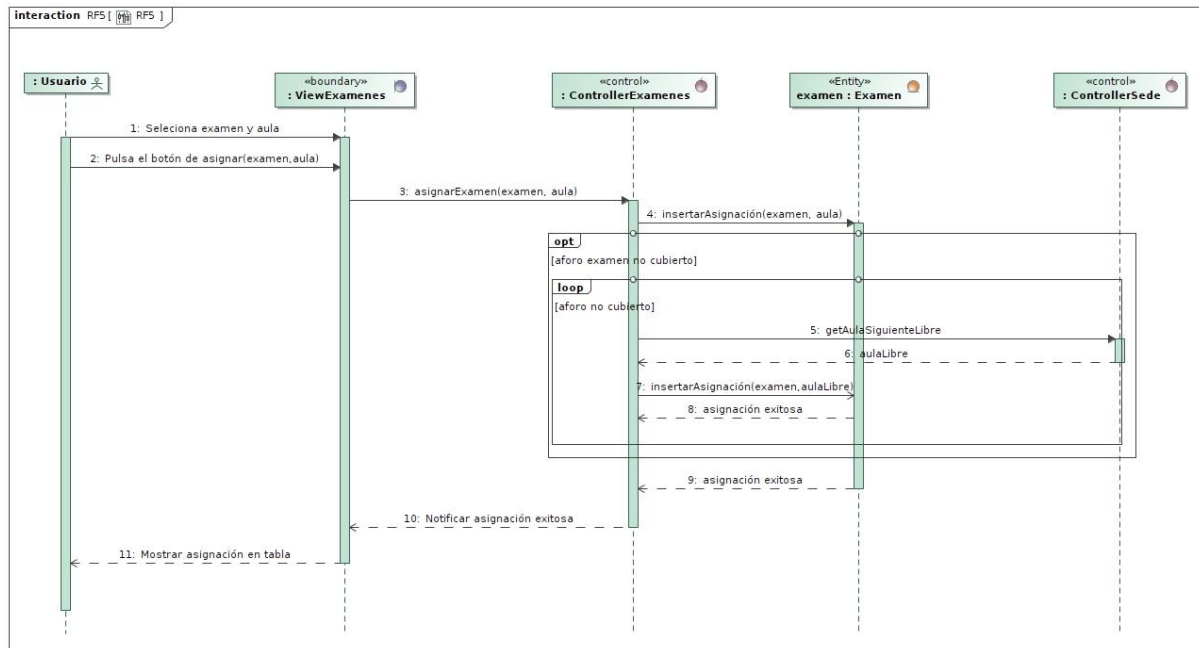 interaction RF5 [ RF5 ]
: Usuario
«boundary»
: ViewExamenes
«control»
: ControllerExamenes
«Entity»
examen : Examen
«control»
: ControllerSede
1: Seleciona examen y aula
2: Pulsa el botón de asignar(examen,aula)
3: asignarExamen(examen, aula)
4: insertarAsignación(examen, aula)
opt
[aforo examen no cubierto]
loop
[aforo no cubierto]
5: getAulaSiguienteLibre
6: aulaLibre
7: insertarAsignación(examen,aulaLibre)
8: asignación exitosa
9: asignación exitosa
10: Notificar asignación exitosa
11: Mostrar asignación en tabla